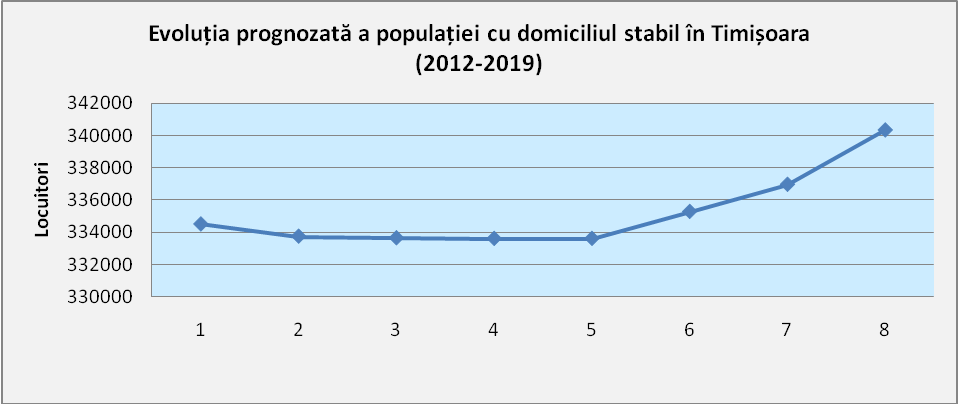 Evoluția prognozată a populației cu domiciliul stabil în Timișoara
(2012-2019)
Locuitori
342000
340000
338000
336000
334000
332000
330000
1 2 3 4 5 6 7 8